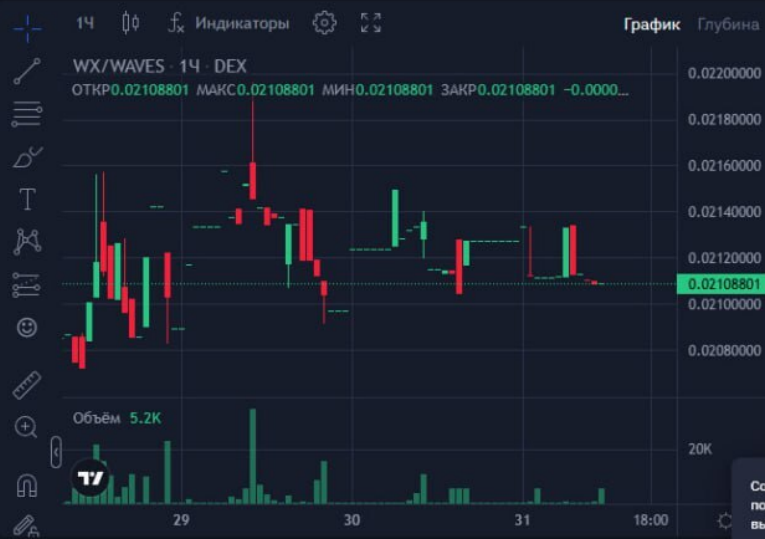 1Ч Индикаторы График Глубина
WX/WAVES · 1Ч · DEX
ОТКР0.02108801 МАКС0.02108801 МИН0.02108801 ЗАКР0.02108801 −0.0000...
0.02200000
0.02180000
0.02160000
0.02140000
0.02120000
0.02108801
0.02100000
0.02080000
Объём 5.2K
20K
29 30 31 18:00